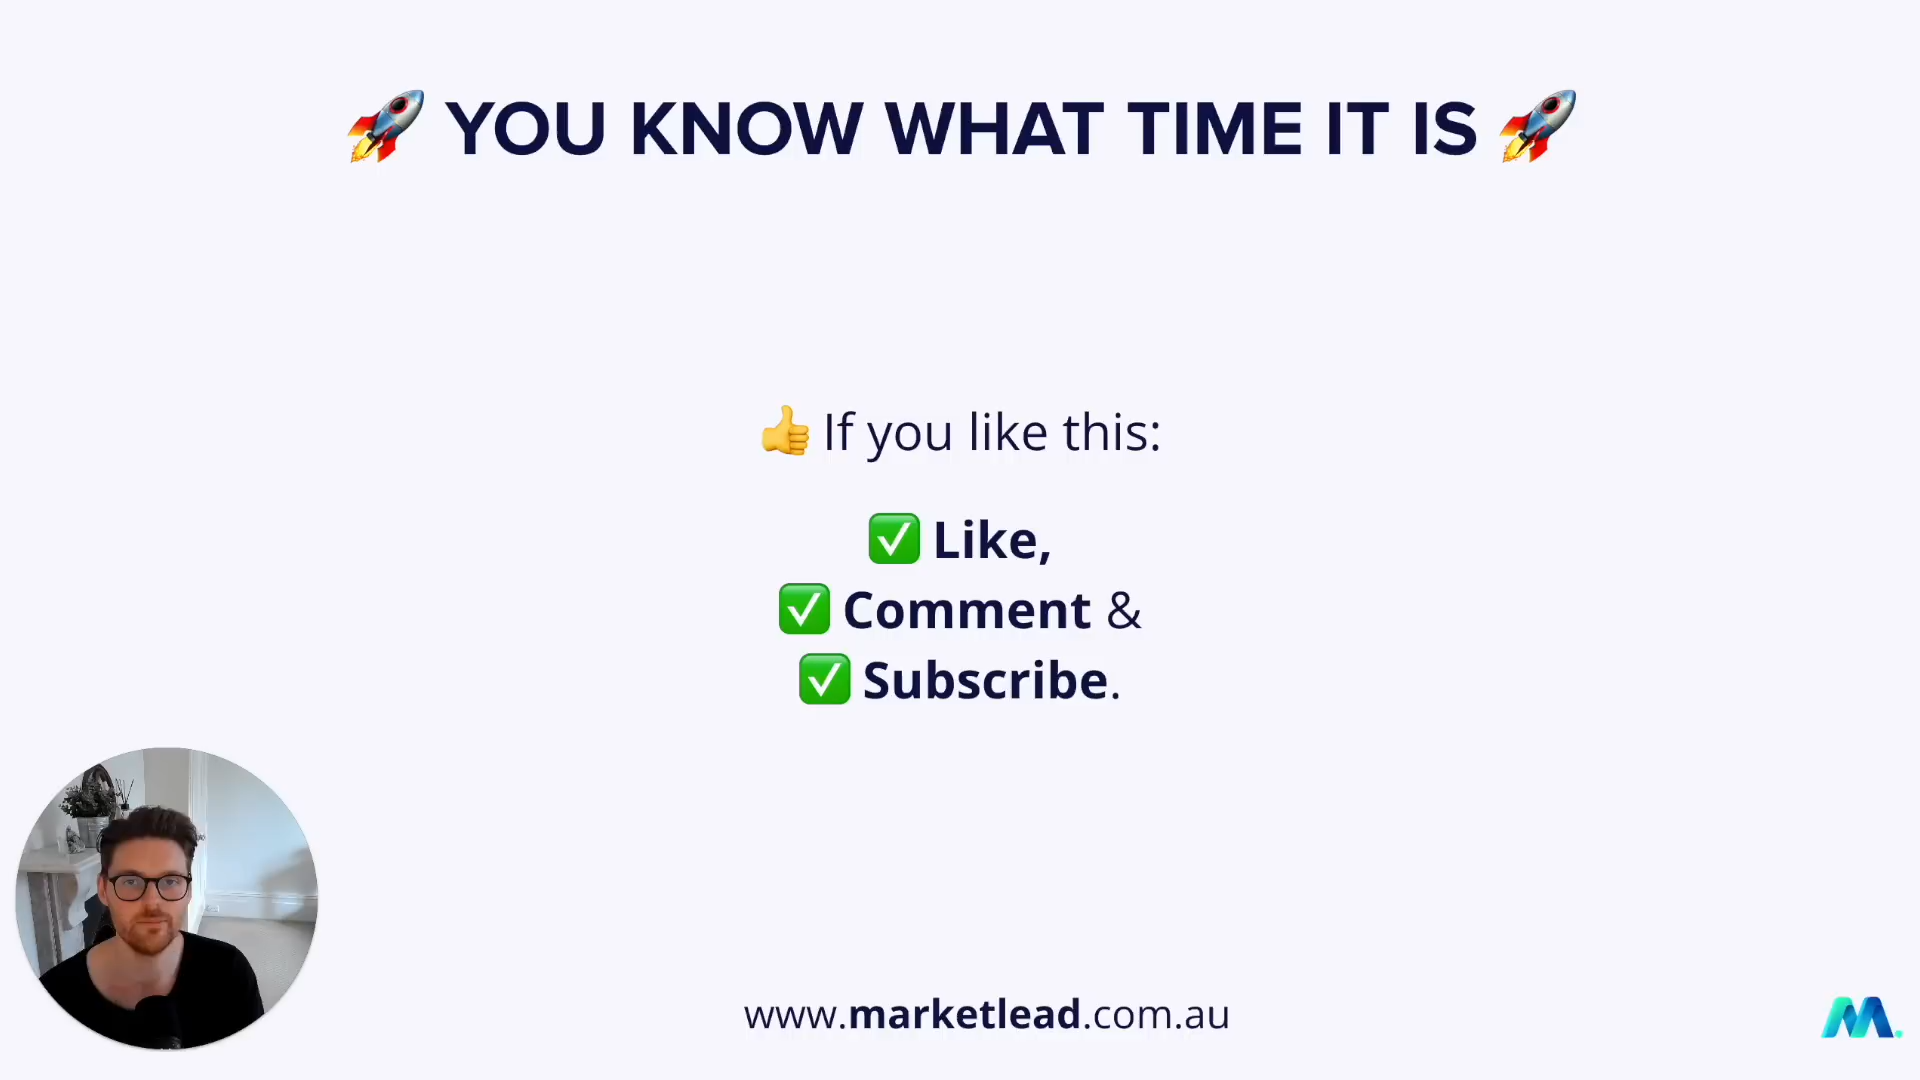 🚀 YOU KNOW WHAT TIME IT IS 🚀
👍 If you like this:
✅ Like,
✅ Comment &
✅ Subscribe.
www.marketlead.com.au
M.